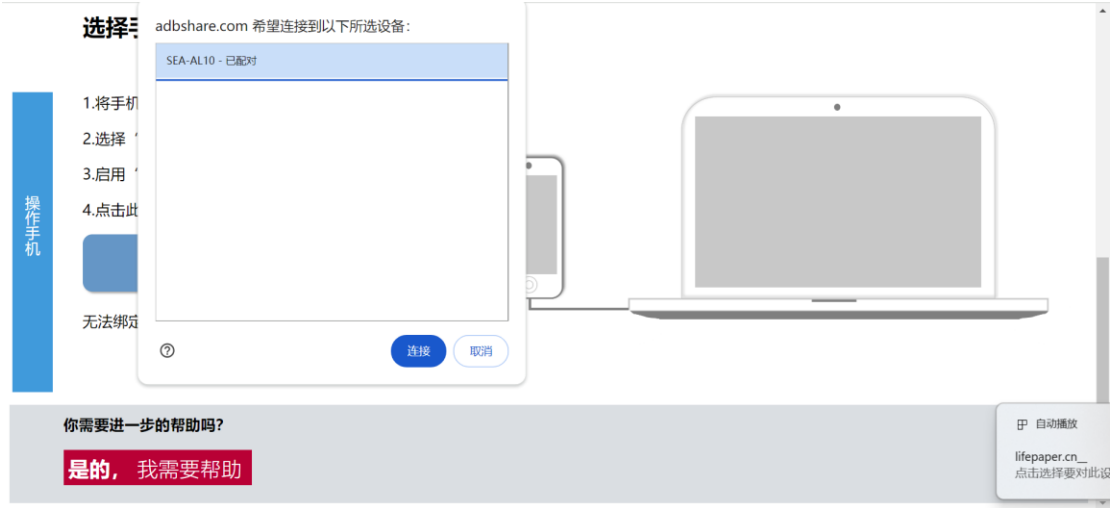 选择手
adbshare.com 希望连接到以下所选设备：
SEA-AL10 - 已配对
1.将手机
2.选择“
3.启用“
4.点击此
操作手机
无法绑定
连接
取消
你需要进一步的帮助吗?
是的， 我需要帮助
自动播放
lifepaper.cn__
点击选择要对此设